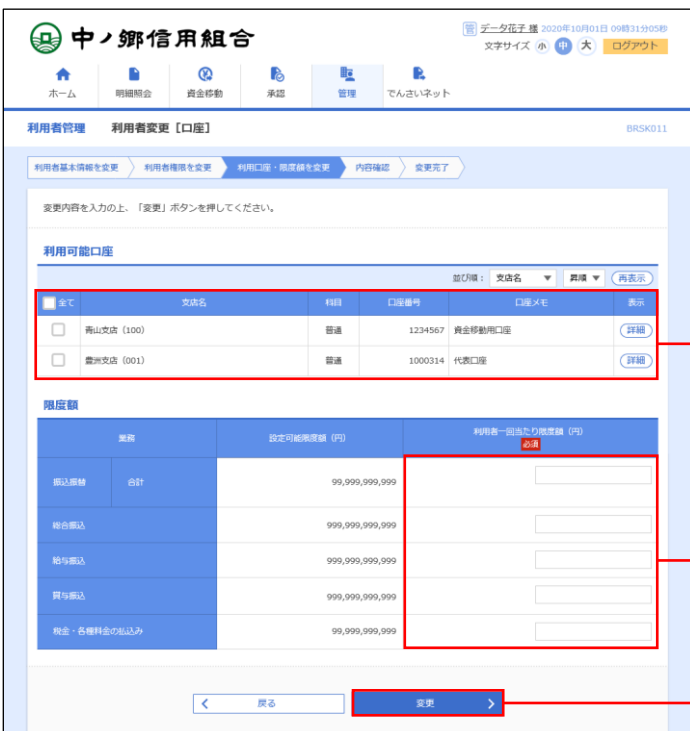 中ノ郷信用組合
管 データ花子 様 2020年10月01日 09時31分05秒
文字サイズ 小 中 大 ログアウト
ホーム 明細照会 資金移動 承認 管理 でんさいネット
利用者管理 利用者変更［口座］ BRSK011
利用者基本情報を変更 利用者権限を変更 利用口座・限度額を変更 内容確認 変更完了
変更内容を入力の上、「変更」ボタンを押してください。
利用可能口座
並び順： 支店名 ▼ 昇順 ▼ 再表示
全て 支店名 科目 口座番号 口座メモ 表示
青山支店（100） 普通 1234567 資金移動用口座 詳細
豊洲支店（001） 普通 1000314 代表口座 詳細
限度額
業務 設定可能限度額（円） 利用者一回当たり限度額（円）
必須
振込振替 合計 99,999,999,999
総合振込 999,999,999,999
給与振込 999,999,999,999
賞与振込 999,999,999,999
税金・各種料金の払込み 99,999,999,999
戻る 変更